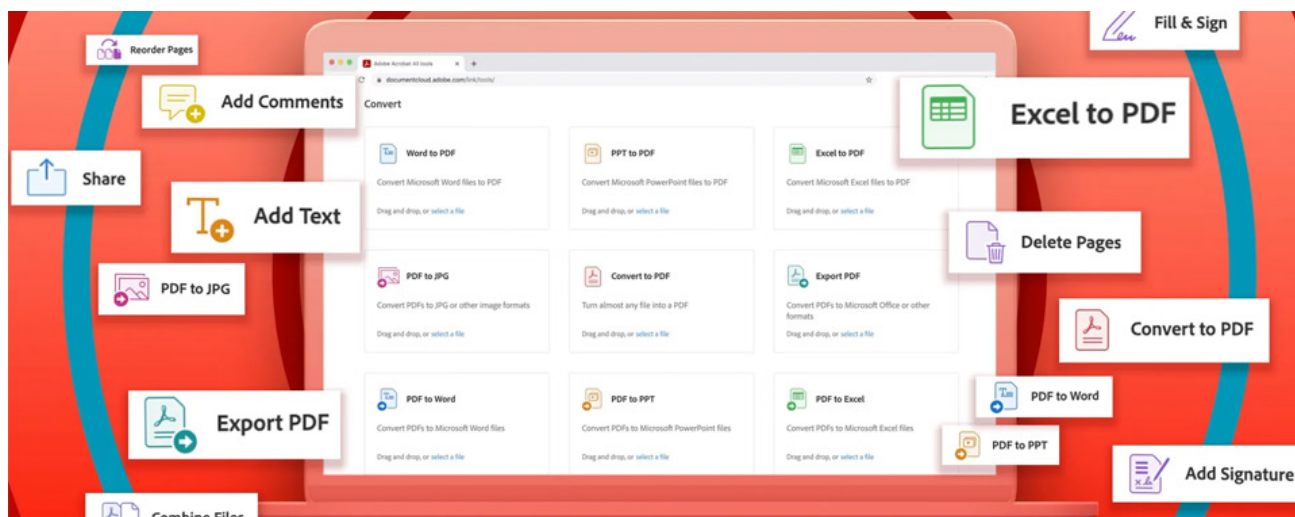 Reorder Pages
Add Comments
Share
Add Text
PDF to JPG
Export PDF
Combine Files
Adobe Acrobat All tools
documentcloud.adobe.com/link/tools/
Convert
Word to PDF
Convert Microsoft Word files to PDF
Drag and drop, or select a file
PPT to PDF
Convert Microsoft PowerPoint files to PDF
Drag and drop, or select a file
Excel to PDF
Convert Microsoft Excel files to PDF
Drag and drop, or select a file
PDF to JPG
Convert PDFs to JPG or other image formats
Drag and drop, or select a file
Convert to PDF
Turn almost any file into a PDF
Drag and drop, or select a file
Export PDF
Convert PDFs to Microsoft Office or other
formats
Drag and drop, or select a file
PDF to Word
Convert PDFs to Microsoft Word files
Drag and drop, or select a file
PDF to PPT
Convert PDFs to Microsoft PowerPoint files
Drag and drop, or select a file
PDF to Excel
Convert PDFs to Microsoft Excel files
Drag and drop, or select a file
Fill & Sign
Excel to PDF
Delete Pages
Convert to PDF
PDF to Word
PDF to PPT
Add Signature